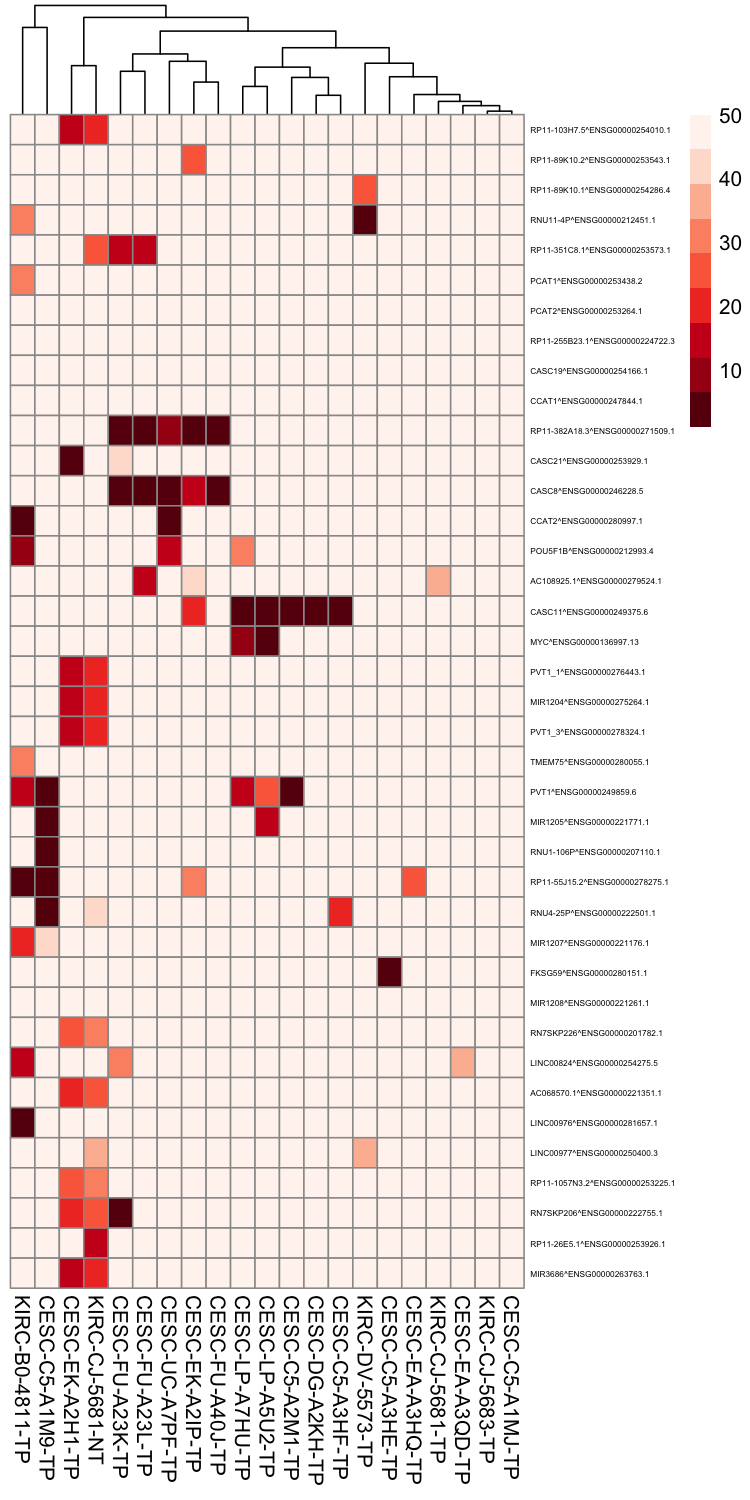 RP11-103H7.5^ENSG00000254010.1
RP11-89K10.2^ENSG00000253543.1
RP11-89K10.1^ENSG00000254286.4
RNU11-4P^ENSG00000212451.1
RP11-351C8.1^ENSG00000253573.1
PCAT1^ENSG00000253438.2
PCAT2^ENSG00000253264.1
RP11-255B23.1^ENSG00000224722.3
CASC19^ENSG00000254166.1
CCAT1^ENSG00000247844.1
RP11-382A18.3^ENSG00000271509.1
CASC21^ENSG00000253929.1
CASC8^ENSG00000246228.5
CCAT2^ENSG00000280997.1
POU5F1B^ENSG00000212993.4
AC108925.1^ENSG00000279524.1
CASC11^ENSG00000249375.6
MYC^ENSG00000136997.13
PVT1_1^ENSG00000276443.1
MIR1204^ENSG00000275264.1
PVT1_3^ENSG00000278324.1
TMEM75^ENSG00000280055.1
PVT1^ENSG00000249859.6
MIR1205^ENSG00000221771.1
RNU1-106P^ENSG00000207110.1
RP11-55J15.2^ENSG00000278275.1
RNU4-25P^ENSG00000222501.1
MIR1207^ENSG00000221176.1
FKSG59^ENSG00000280151.1
MIR1208^ENSG00000221261.1
RN7SKP226^ENSG00000201782.1
LINC00824^ENSG00000254275.5
AC068570.1^ENSG00000221351.1
LINC00976^ENSG00000281657.1
LINC00977^ENSG00000250400.3
RP11-1057N3.2^ENSG00000253225.1
RN7SKP206^ENSG00000222755.1
RP11-26E5.1^ENSG00000253926.1
MIR3686^ENSG00000263763.1
50
40
30
20
10
KIRC-B0-4811-TP
CESC-C5-A1M9-TP
CESC-EK-A2H1-TP
KIRC-CJ-5681-NT
CESC-FU-A23K-TP
CESC-FU-A23L-TP
CESC-UC-A7PF-TP
CESC-EK-A2IP-TP
CESC-FU-A40J-TP
CESC-LP-A7HU-TP
CESC-LP-A5U2-TP
CESC-C5-A2M1-TP
CESC-DG-A2KH-TP
CESC-C5-A3HF-TP
KIRC-DV-5573-TP
CESC-C5-A3HE-TP
CESC-EA-A3HQ-TP
KIRC-CJ-5681-TP
CESC-EA-A3QD-TP
KIRC-CJ-5683-TP
CESC-C5-A1MJ-TP